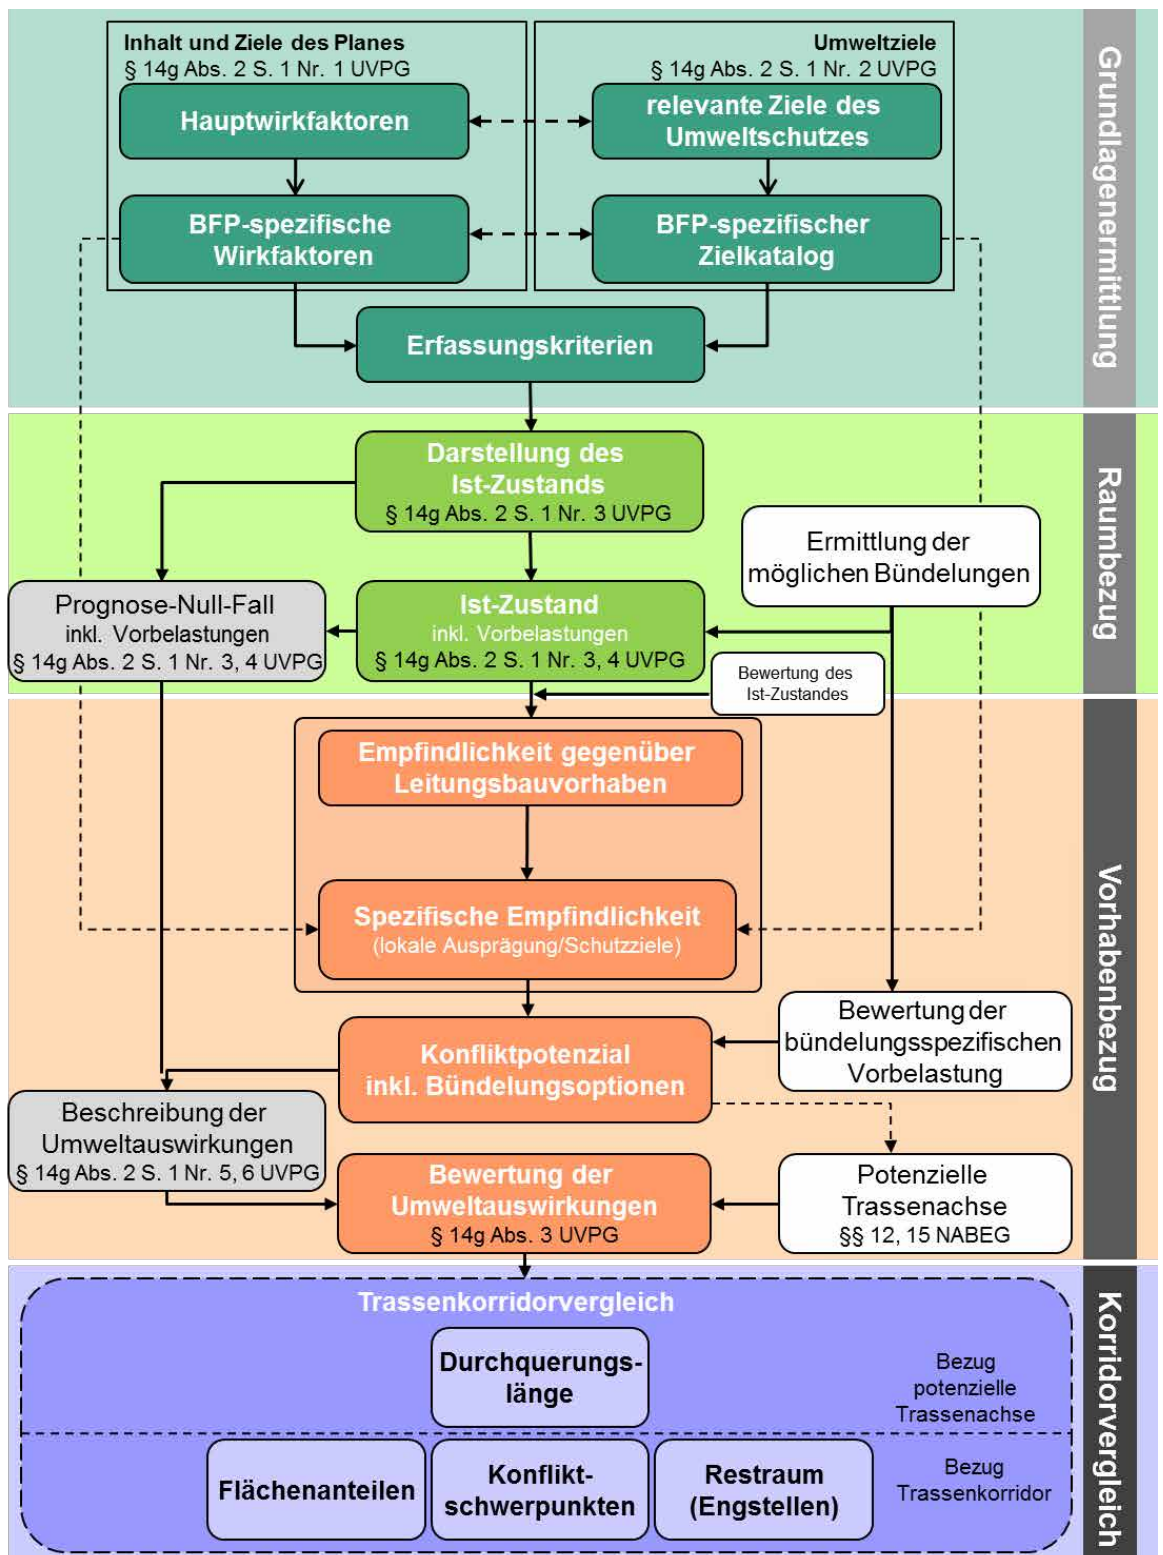 Inhalt und Ziele des Planes
§ 14g Abs. 2 S. 1 Nr. 1 UVPG
Hauptwirkfaktoren
BFP-spezifische
Wirkfaktoren
Umweltziele
§ 14g Abs. 2 S. 1 Nr. 2 UVPG
relevante Ziele des
Umweltschutzes
BFP-spezifischer
Zielkatalog
Erfassungskriterien
Grundlagenermittlung
Darstellung des
Ist-Zustands
§ 14g Abs. 2 S. 1 Nr. 3 UVPG
Ermittlung der
möglichen Bündelungen
Prognose-Null-Fall
inkl. Vorbelastungen
§ 14g Abs. 2 S. 1 Nr. 3, 4 UVPG
Ist-Zustand
inkl. Vorbelastungen
§ 14g Abs. 2 S. 1 Nr. 3, 4 UVPG
Bewertung des
Ist-Zustandes
Raumbezug
Empfindlichkeit gegenüber
Leitungsbauvorhaben
Spezifische Empfindlichkeit
(lokale Ausprägung/Schutzziele)
Konfliktpotenzial
inkl. Bündelungsoptionen
Bewertung der
bündelungsspezifischen
Vorbelastung
Beschreibung der
Umweltauswirkungen
§ 14g Abs. 2 S. 1 Nr. 5, 6 UVPG
Bewertung der
Umweltauswirkungen
§ 14g Abs. 3 UVPG
Potenzielle
Trassenachse
§§ 12, 15 NABEG
Vorhabenbezug
Trassenkorridorvergleich
Durchquerungs-
länge
Bezug
potenzielle
Trassenachse
Flächenanteilen
Konflikt-
schwerpunkten
Restraum
(Engstellen)
Bezug
Trassenkorridor
Korridorvergleich